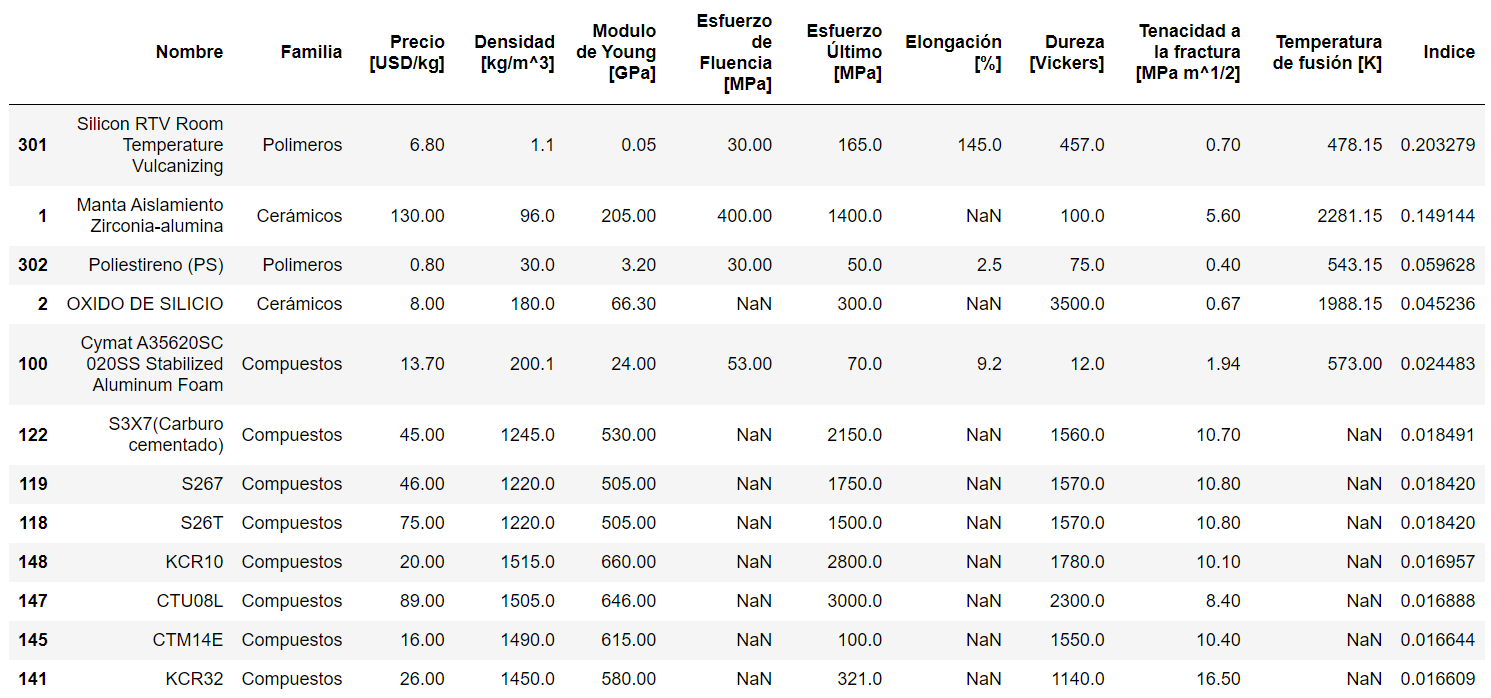 Nombre Familia Precio [USD/kg] Densidad [kg/m^3] Modulo de Young [GPa] Esfuerzo de Fluencia [MPa] Esfuerzo Último [MPa] Elongación [%] Dureza [Vickers] Tenacidad a la fractura [MPa m^1/2] Temperatura de fusión [K] Indice
301 Silicon RTV Room Temperature Vulcanizing Polimeros 6.80 1.1 0.05 30.00 165.0 145.0 457.0 0.70 478.15 0.203279
1 Manta Aislamiento Zirconia-alumina Cerámicos 130.00 96.0 205.00 400.00 1400.0 NaN 100.0 5.60 2281.15 0.149144
302 Poliestireno (PS) Polimeros 0.80 30.0 3.20 30.00 50.0 2.5 75.0 0.40 543.15 0.059628
2 OXIDO DE SILICIO Cerámicos 8.00 180.0 66.30 NaN 300.0 NaN 3500.0 0.67 1988.15 0.045236
100 Cymat A35620SC 020SS Stabilized Aluminum Foam Compuestos 13.70 200.1 24.00 53.00 70.0 9.2 12.0 1.94 573.00 0.024483
122 S3X7(Carburo cementado) Compuestos 45.00 1245.0 530.00 NaN 2150.0 NaN 1560.0 10.70 NaN 0.018491
119 S267 Compuestos 46.00 1220.0 505.00 NaN 1750.0 NaN 1570.0 10.80 NaN 0.018420
118 S26T Compuestos 75.00 1220.0 505.00 NaN 1500.0 NaN 1570.0 10.80 NaN 0.018420
148 KCR10 Compuestos 20.00 1515.0 660.00 NaN 2800.0 NaN 1780.0 10.10 NaN 0.016957
147 CTU08L Compuestos 89.00 1505.0 646.00 NaN 3000.0 NaN 2300.0 8.40 NaN 0.016888
145 CTM14E Compuestos 16.00 1490.0 615.00 NaN 100.0 NaN 1550.0 10.40 NaN 0.016644
141 KCR32 Compuestos 26.00 1450.0 580.00 NaN 321.0 NaN 1140.0 16.50 NaN 0.016609